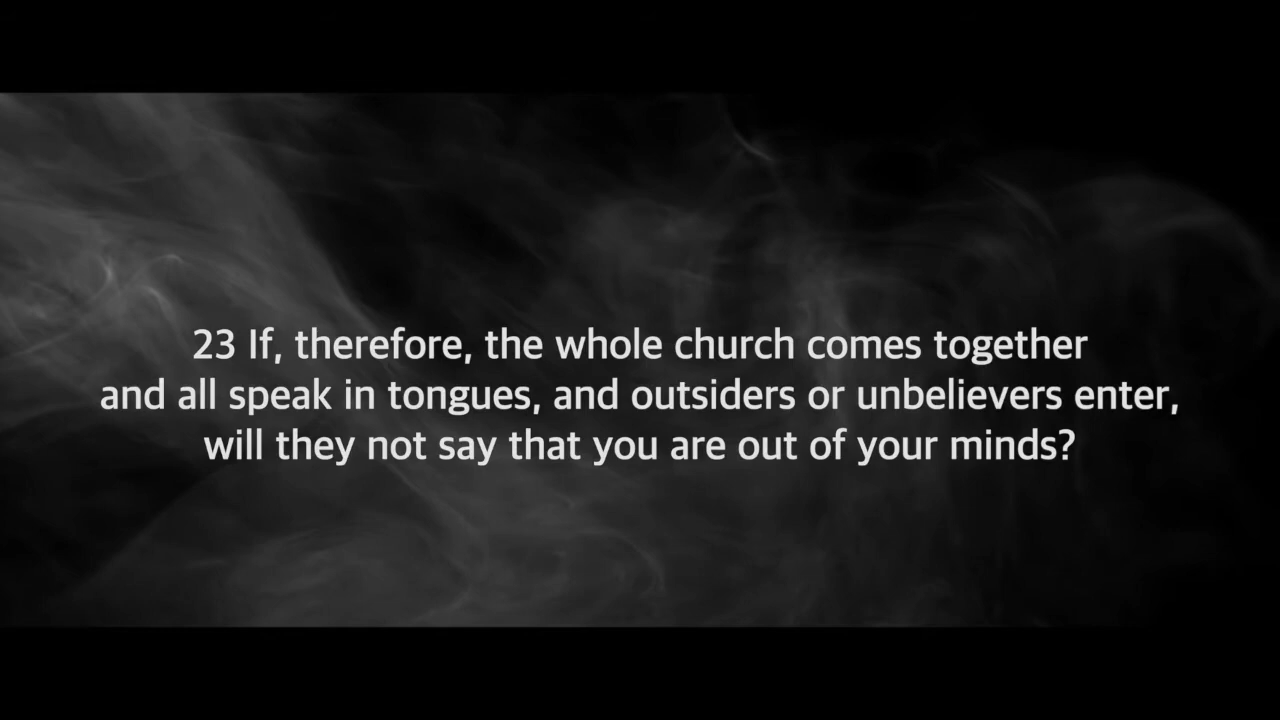 23 If, therefore, the whole church comes together
and all speak in tongues, and outsiders or unbelievers enter,
will they not say that you are out of your minds?